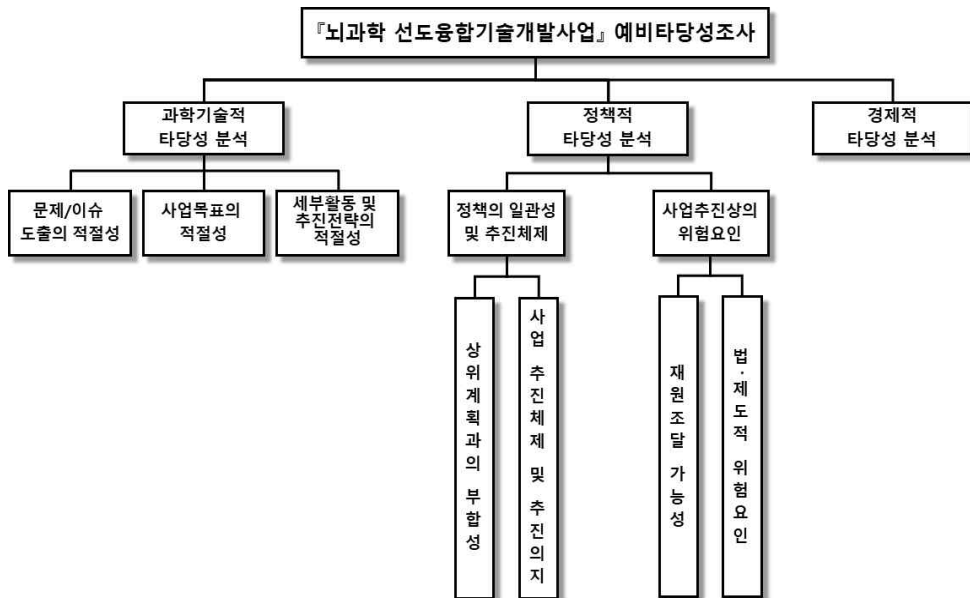 『뇌과학 선도융합기술개발사업』 예비타당성조사
과학기술적
타당성 분석
정책적
타당성 분석
경제적
타당성 분석
문제/이슈
도출의 적절성
사업목표의
적절성
세부활동 및
추진전략의
적절성
정책의 일관성
및 추진체제
사업추진상의
위험요인
상위계획과의 부합성
사업 추진체제 및 추진의지
재원조달 가능성
법·제도적 위험요인